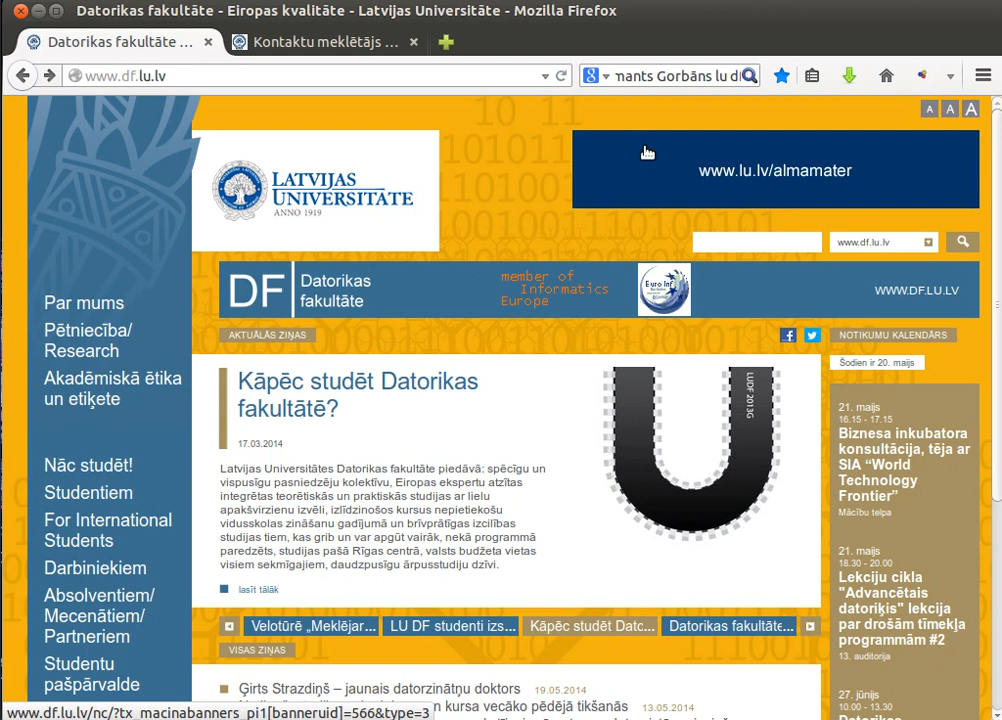 Datorikas fakultāte - Eiropas kvalitāte - Latvijas Universitāte - Mozilla Firefox
Datorikas fakultāte ...
Kontaktu meklētājs ...
www.df.lu.lv
mants Gorbāns lu d
A A A
LATVIJAS
UNIVERSITĀTE
ANNO 1919
www.lu.lv/almamater
www.df.lu.lv
DF
Datorikas
fakultāte
member of
Informatics
Europe
Euro Inf
WWW.DF.LU.LV
Par mums
Pētniecība/
Research
Akadēmiskā ētika
un etiķete
Nāc studēt!
Studentiem
For International
Students
Darbiniekiem
Absolventiem/
Mecenātiem/
Partneriem
Studentu
pašpārvalde
AKTUĀLĀS ZIŅAS
Kāpēc studēt Datorikas
fakultātē?
17.03.2014
Latvijas Universitātes Datorikas fakultāte piedāvā: spēcīgu un
vispusīgu pasniedzēju kolektīvu, Eiropas ekspertu atzītas
integrētas teorētiskās un praktiskās studijas ar lielu
apakšvirzienu izvēli, izlīdzinošos kursus nepietiekošu
vidusskolas zināšanu gadījumā un brīvprātīgas izcilības
studijas tiem, kas grib un var apgūt vairāk, nekā programmā
paredzēts, studijas pašā Rīgas centrā, valsts budžeta vietas
visiem sekmīgajiem, daudzpusīgu ārpusstudiju dzīvi.
lasīt tālāk
LUDF 2013G
Velotūrē „Meklējar...
LU DF studenti izs...
Kāpēc studēt Datc...
Datorikas fakultāte...
VISAS ZIŅAS
Ģirts Strazdiņš – jaunais datorzinātņu doktors 19.05.2014
en kursa vecāko pēdējā tikšanās 13.05.2014
NOTIKUMU KALENDĀRS
Šodien ir 20. maijs
21. maijs
16.15 - 17.15
Biznesa inkubatora
konsultācija, tēja ar
SIA “World
Technology
Frontier”
Mācību telpa
21. maijs
18.30 - 20.00
Lekciju cikla
"Advancētais
datoriķis" lekcija
par drošām tīmekļa
programmām #2
13. auditorija
27. jūnijs
10.00 - 13.30
www.df.lu.lv/nc/?tx_macinabanners_pi1[banneruid]=566&type=3